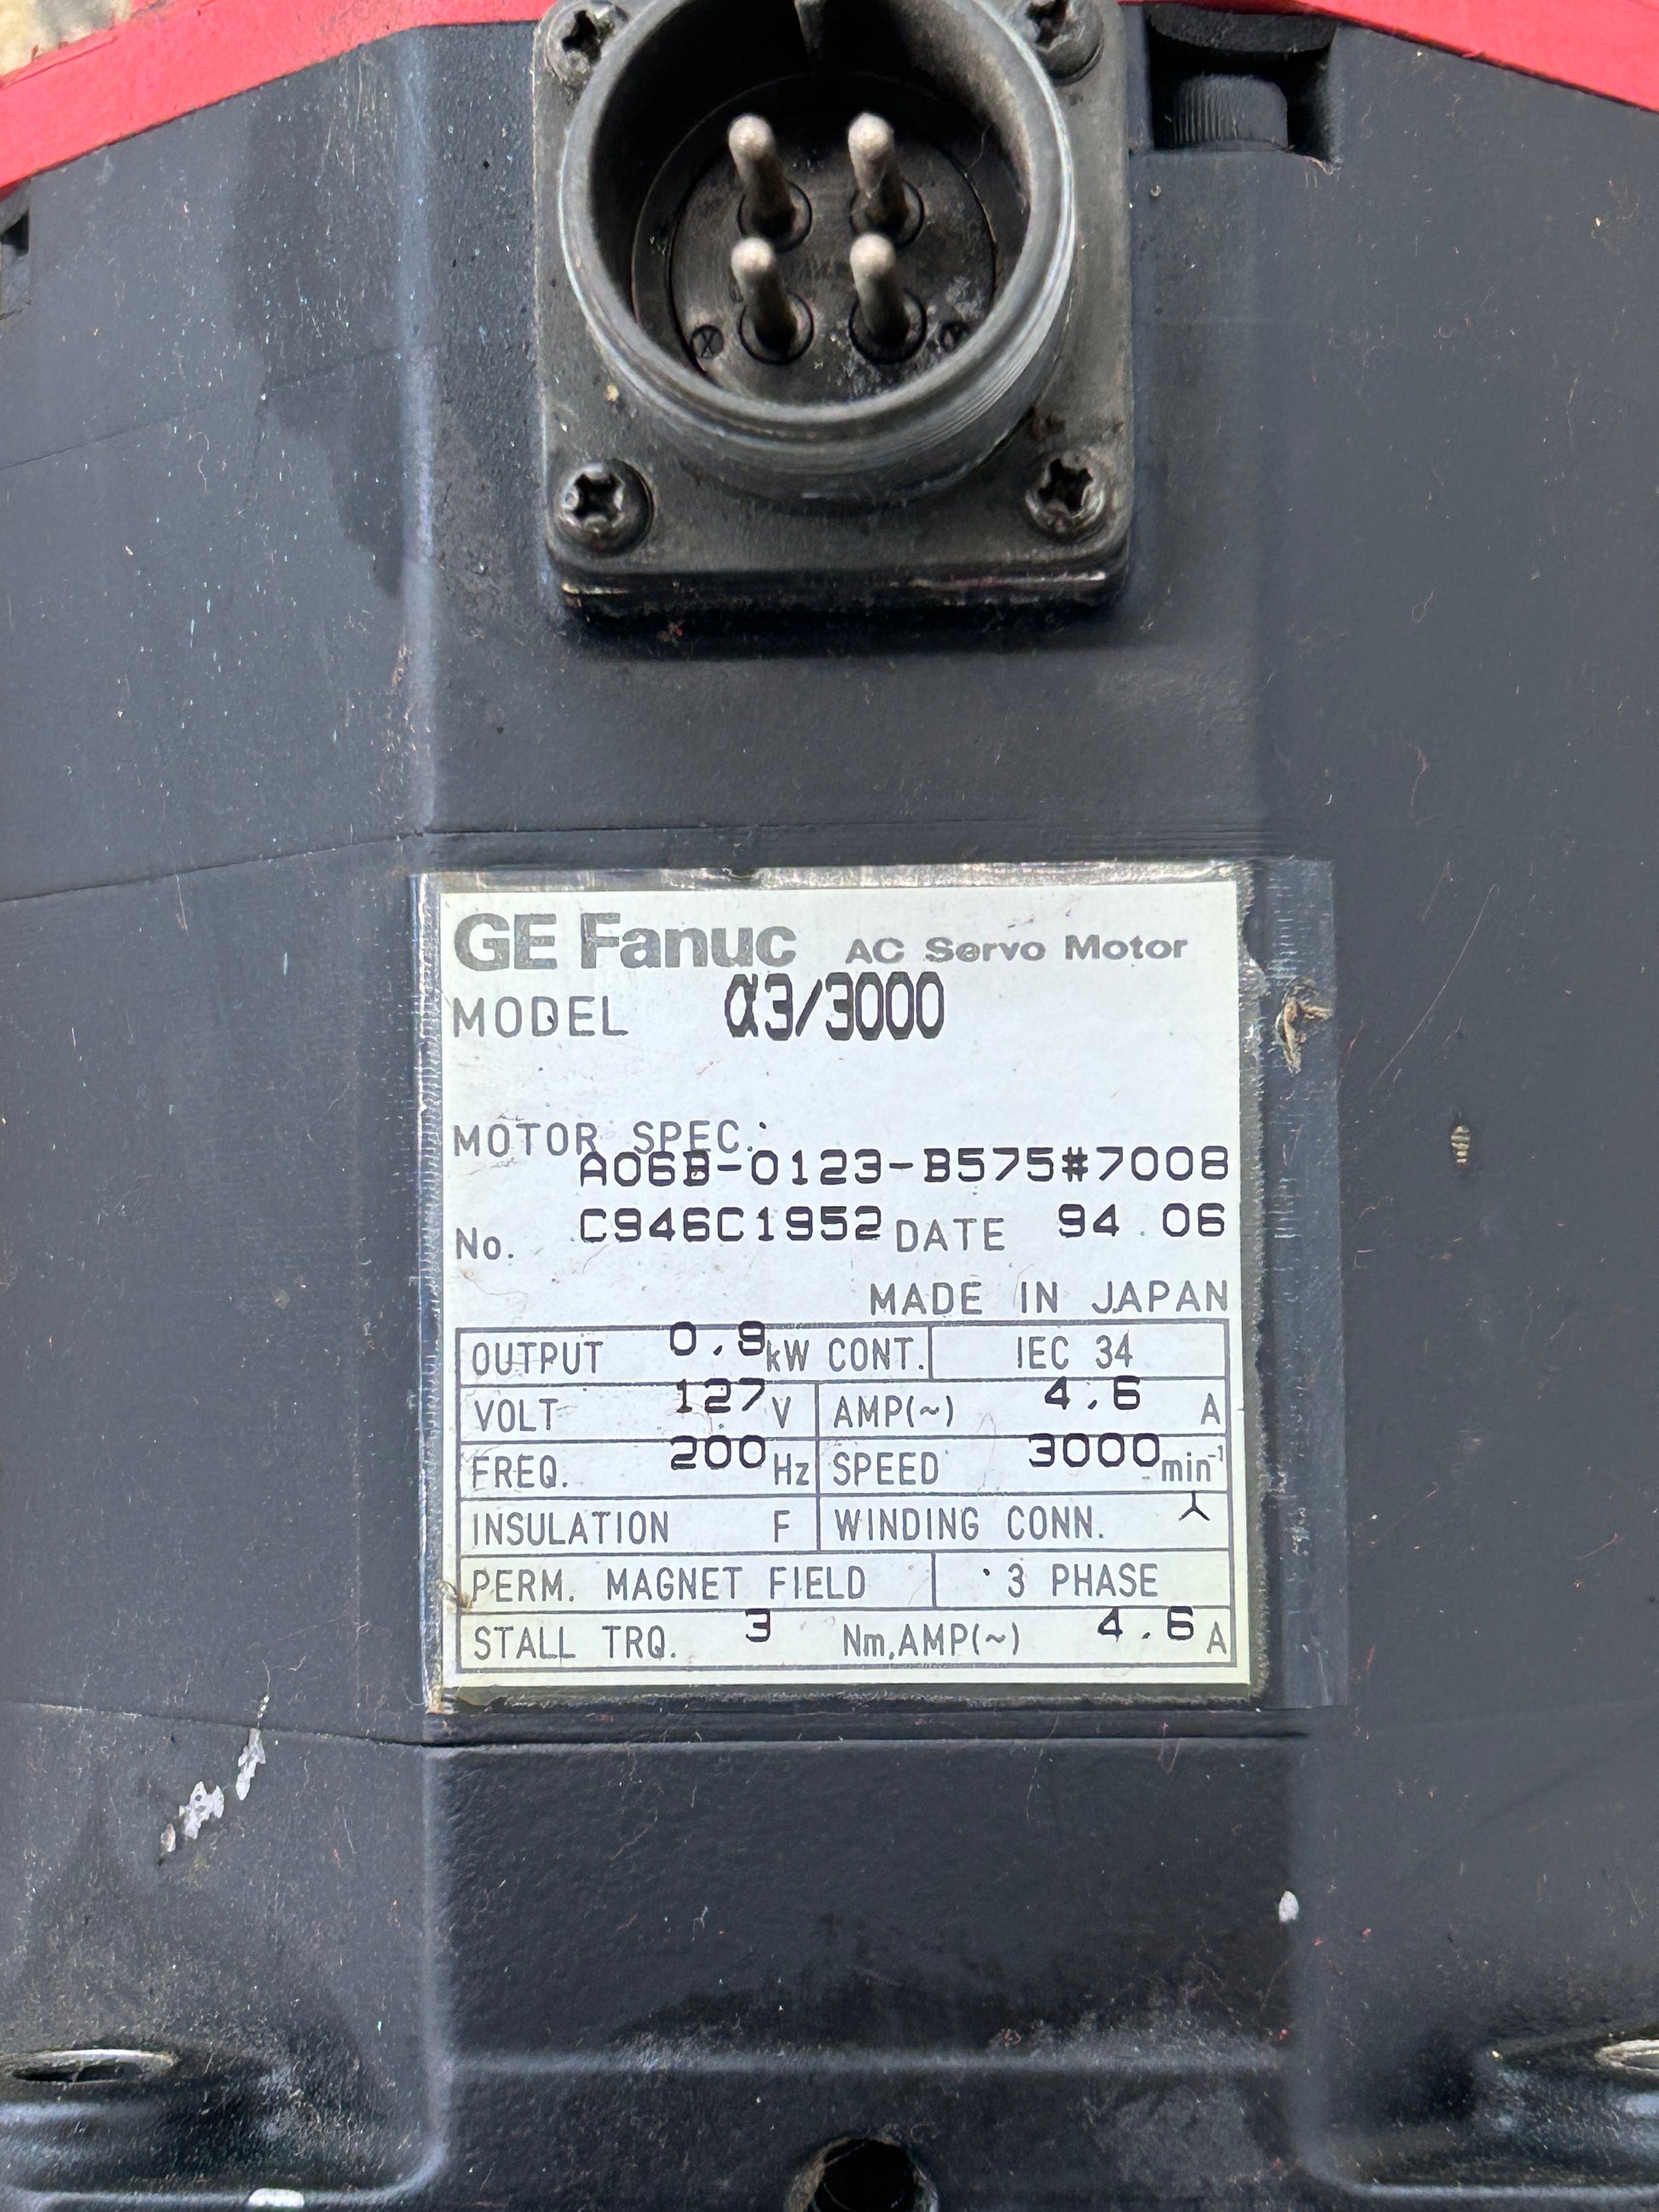 GE Fanuc AC Servo Motor
MODEL α3/3000
MOTOR SPEC.
A06B-0123-B575#7008
No. C946C1952 DATE 94.06
MADE IN JAPAN
OUTPUT 0.9kW CONT. IEC 34
VOLT 127 V AMP(~) 4.6 A
FREQ. 200 Hz SPEED 3000 min-1
INSULATION F WINDING CONN. 人
PERM. MAGNET FIELD 3 PHASE
STALL TRQ. 3 Nm,AMP(~) 4.6 A